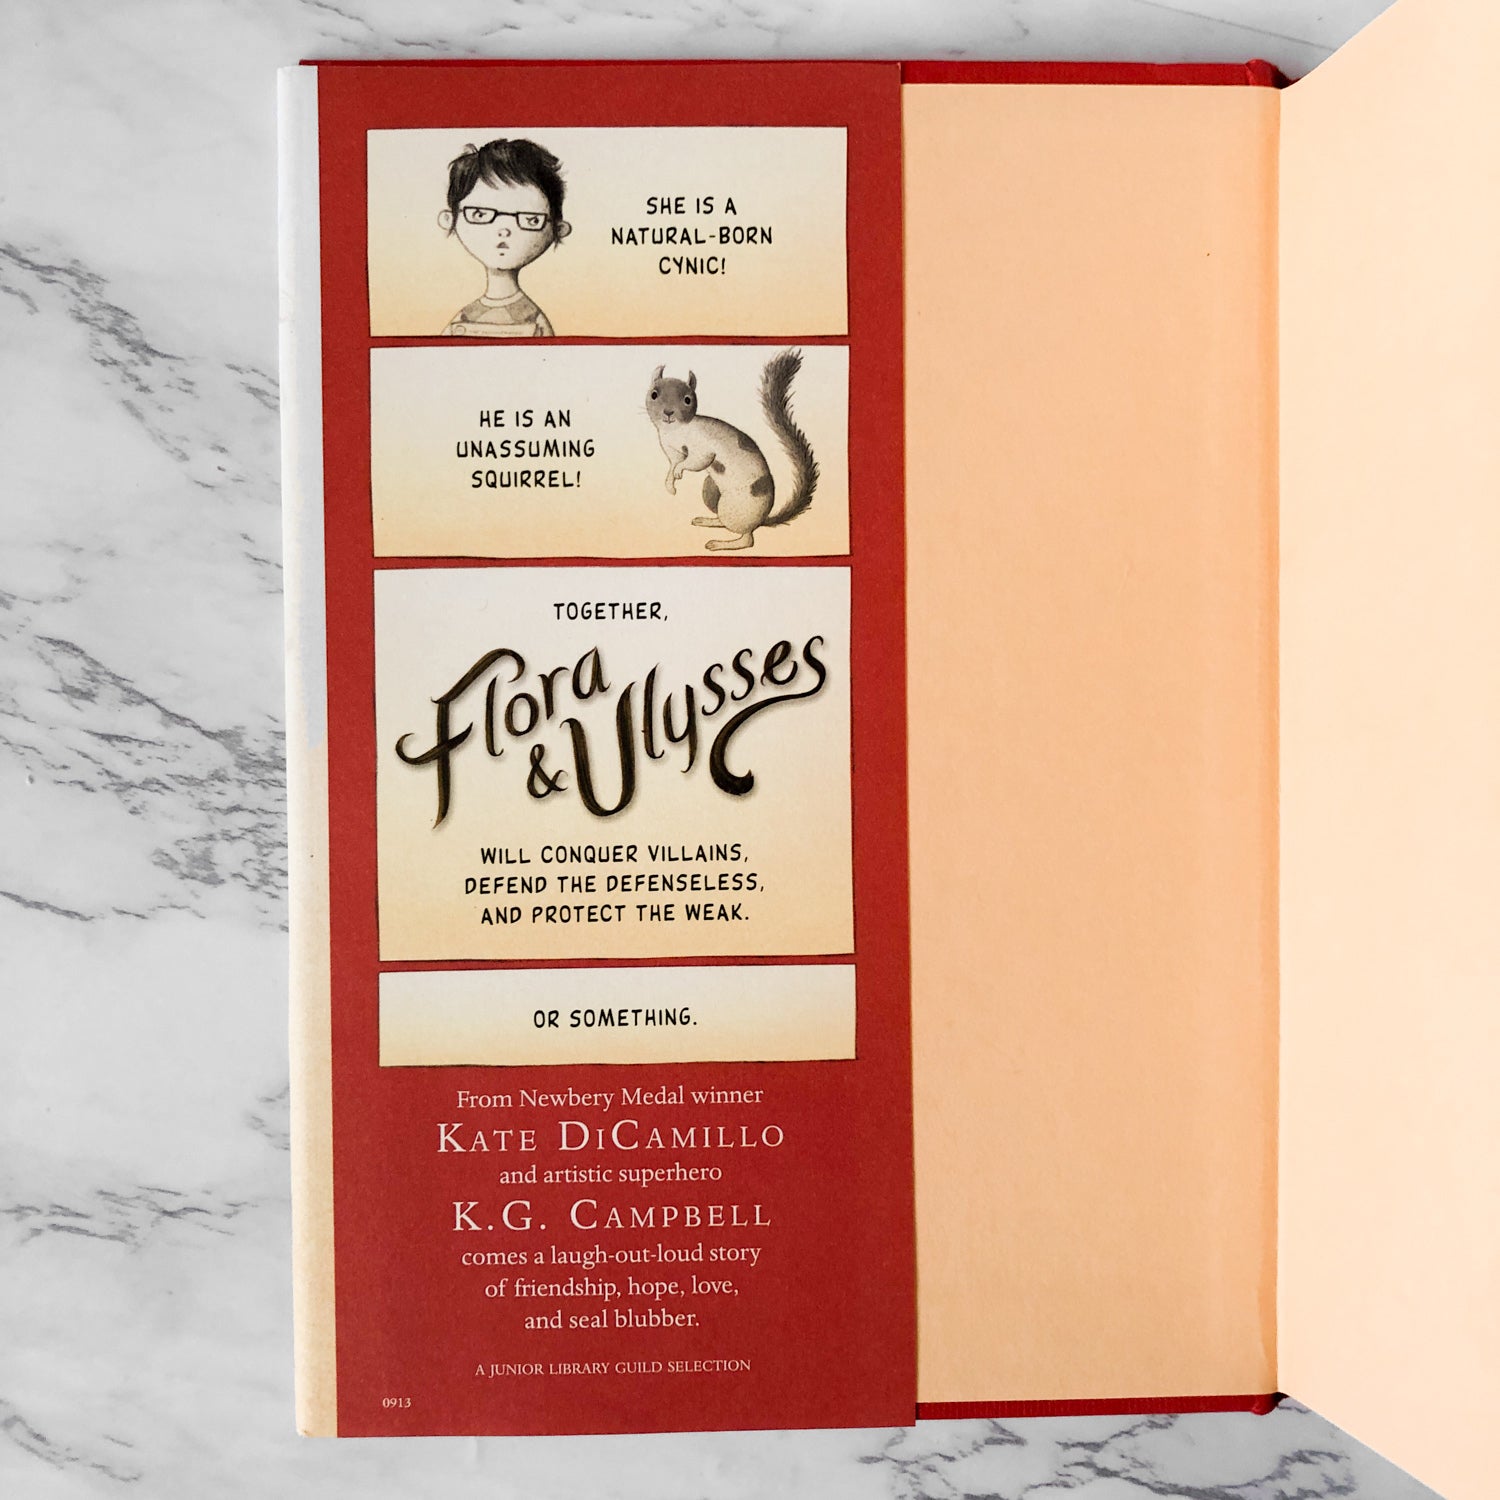 SHE IS A
NATURAL-BORN
CYNIC!
HE IS AN
UNASSUMING
SQUIRREL!
TOGETHER,
Flora
& Ulysses
WILL CONQUER VILLAINS,
DEFEND THE DEFENSELESS,
AND PROTECT THE WEAK.
OR SOMETHING.
From Newbery Medal winner
KATE DICAMILLO
and artistic superhero
K.G. CAMPBELL
comes a laugh-out-loud story
of friendship, hope, love,
and seal blubber.
A JUNIOR LIBRARY GUILD SELECTION
0913